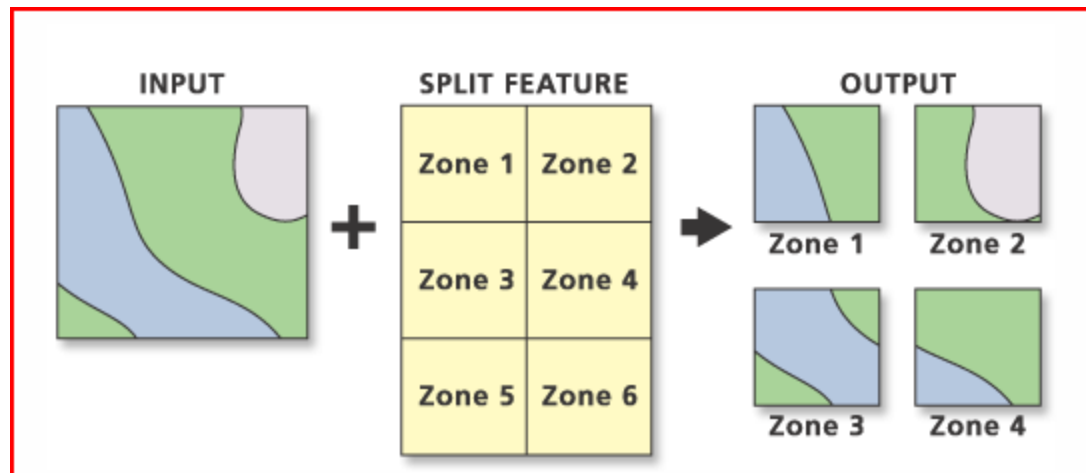 INPUT
SPLIT FEATURE
OUTPUT
Zone 1 Zone 2
Zone 3 Zone 4
Zone 5 Zone 6
Zone 1 Zone 2
Zone 3 Zone 4